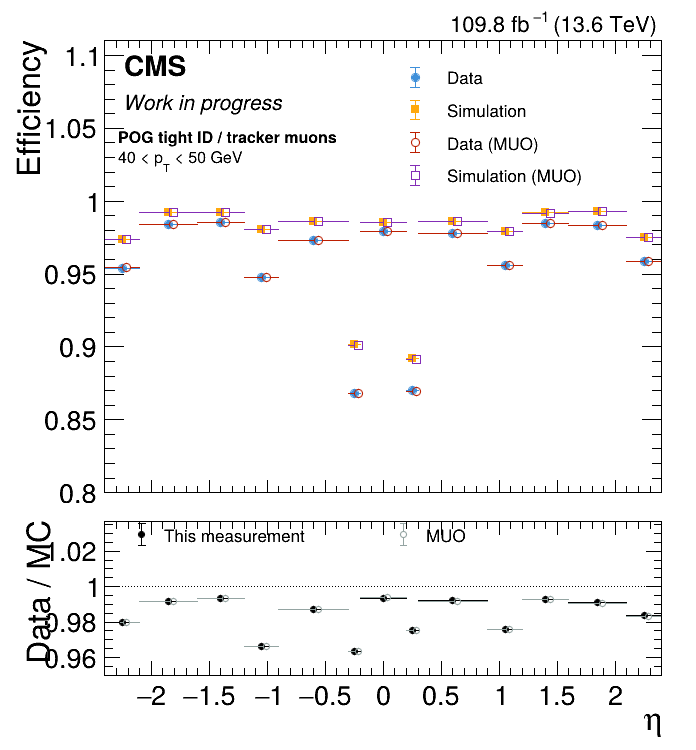 109.8 fb⁻¹ (13.6 TeV)
Efficiency
CMS
Work in progress
POG tight ID / tracker muons
40 < p_T < 50 GeV
Data
Simulation
Data (MUO)
Simulation (MUO)
1.1
1.05
1
0.95
0.9
0.85
0.8
Data / MC
This measurement
MUO
1.02
1
0.98
0.96
−2 −1.5 −1 −0.5 0 0.5 1 1.5 2
η